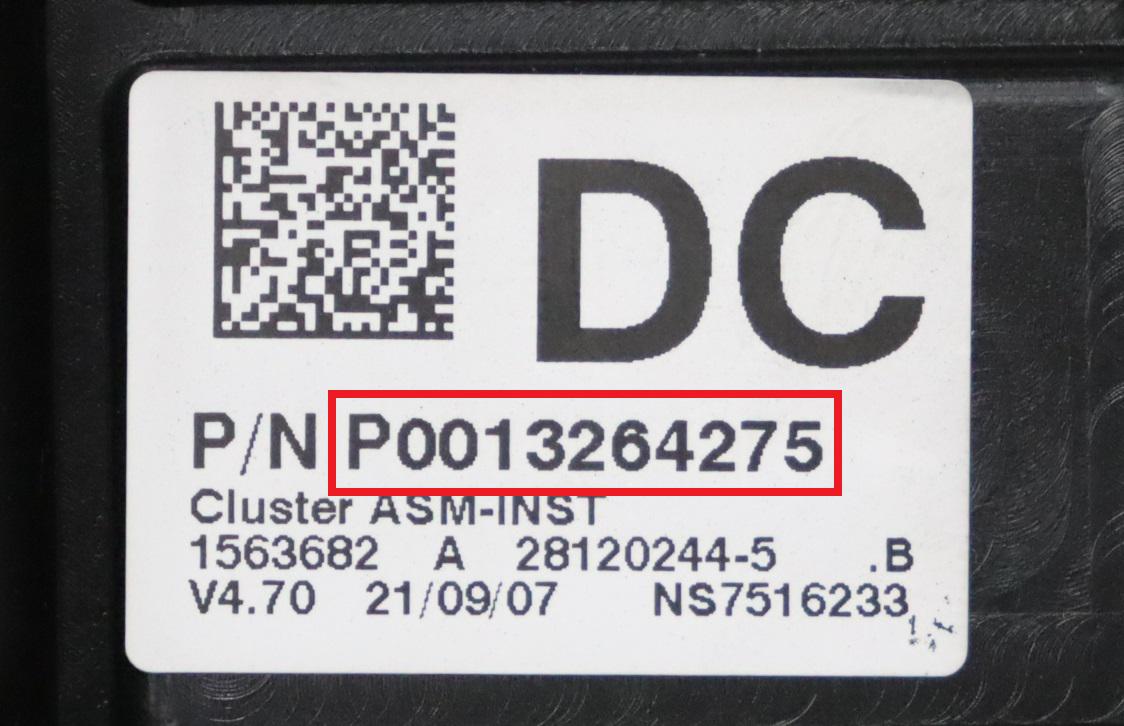 DC
P/N P0013264275
Cluster ASM-INST
1563682 A 28120244-5 .B
V4.70 21/09/07 NS7516233